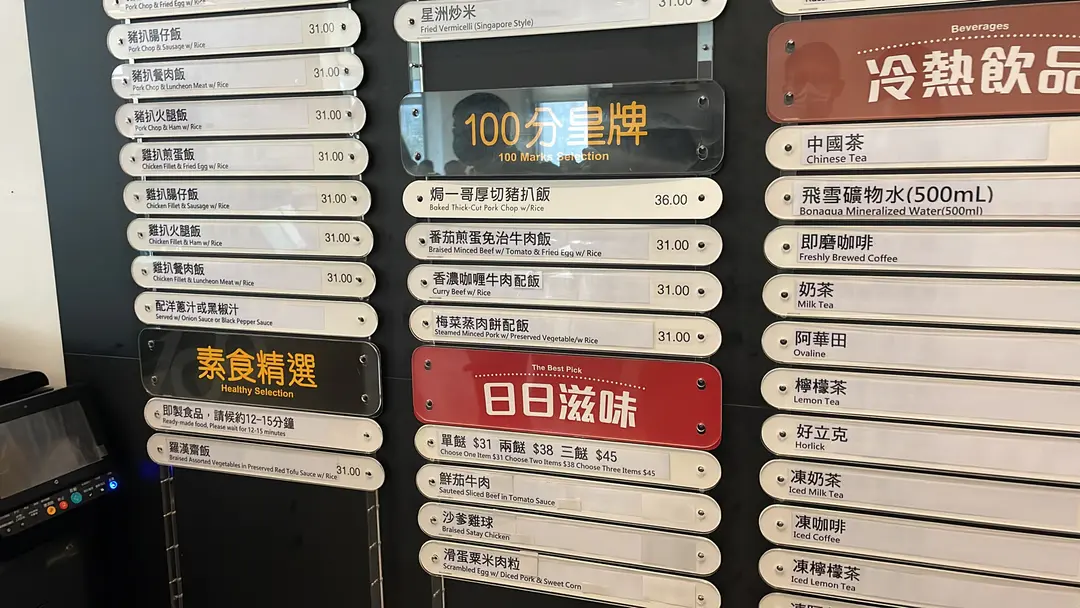 Pork Chop & Fried Egg w/ Rice
豬扒腸仔飯 31.00
Pork Chop & Sausage w/ Rice
豬扒餐肉飯 31.00
Pork Chop & Luncheon Meat w/ Rice
豬扒火腿飯 31.00
Pork Chop & Ham w/ Rice
雞扒煎蛋飯 31.00
Chicken Fillet & Fried Egg w/ Rice
雞扒腸仔飯 31.00
Chicken Fillet & Sausage w/ Rice
雞扒火腿飯 31.00
Chicken Fillet & Ham w/ Rice
雞扒餐肉飯 31.00
Chicken Fillet & Luncheon Meat w/ Rice
配洋蔥汁或黑椒汁
Served w/ Onion Sauce or Black Pepper Sauce
素食精選
Healthy Selection
即製食品，請候約12-15分鐘
Ready-made food, Please wait for 12-15 minutes
羅漢齋飯 31.00
Braised Assorted Vegetables in Preserved Red Tofu Sauce w/ Rice
星洲炒米 31.00
Fried Vermicelli (Singapore Style)
100分皇牌
100 Marks Selection
焗一哥厚切豬扒飯 36.00
Baked Thick-Cut Pork Chop w/Rice
番茄煎蛋免治牛肉飯 31.00
Braised Minced Beef w/ Tomato & Fried Egg w/ Rice
香濃咖喱牛肉配飯 31.00
Curry Beef w/ Rice
梅菜蒸肉餅配飯 31.00
Steamed Minced Pork w/ Preserved Vegetable/w Rice
The Best Pick
日日滋味
單餸 $31 兩餸 $38 三餸 $45
Choose One Item $31 Choose Two Items $38 Choose Three Items $45
鮮茄牛肉
Sauteed Sliced Beef in Tomato Sauce
沙爹雞球
Braised Satay Chicken
滑蛋粟米肉粒
Scrambled Egg w/ Diced Pork & Sweet Corn
Beverages
冷熱飲品
中國茶
Chinese Tea
飛雪礦物水(500mL)
Bonaqua Mineralized Water(500ml)
即磨咖啡
Freshly Brewed Coffee
奶茶
Milk Tea
阿華田
Ovaline
檸檬茶
Lemon Tea
好立克
Horlick
凍奶茶
Iced Milk Tea
凍咖啡
Iced Coffee
凍檸檬茶
Iced Lemon Tea